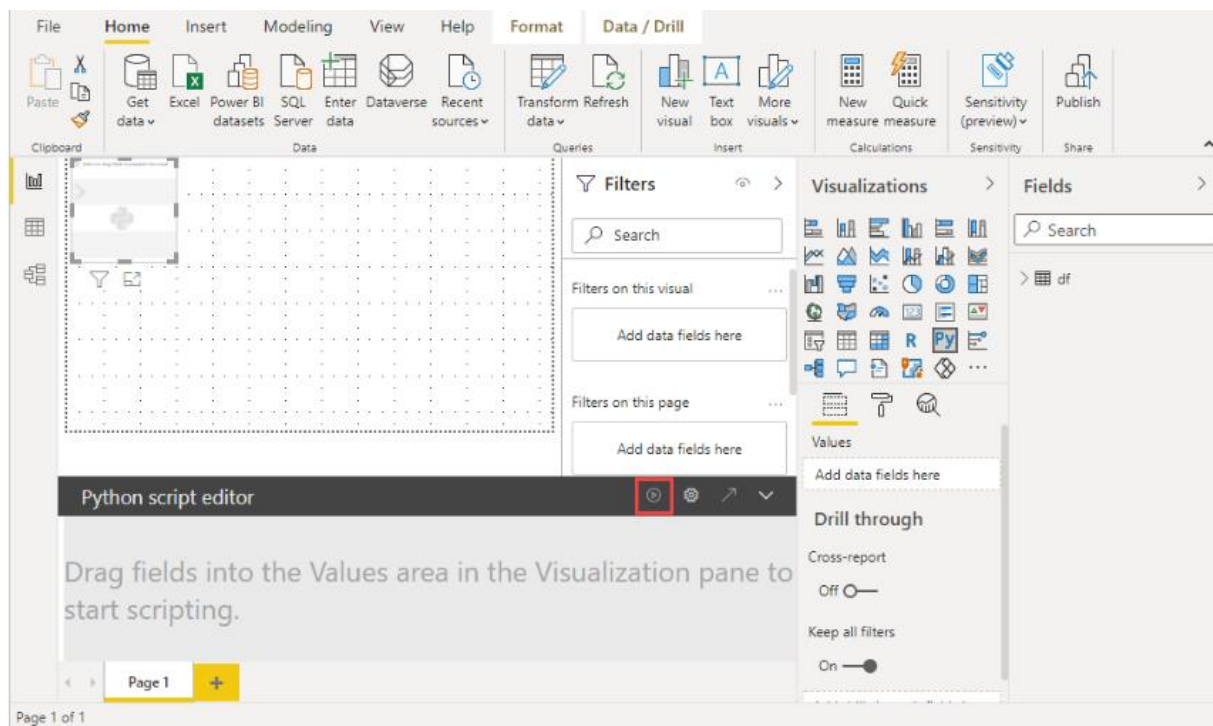 File Home Insert Modeling View Help Format Data / Drill
Paste
Get data
Excel
Power BI datasets
SQL Server
Enter data
Dataverse
Recent sources
Transform data
Refresh
New visual
Text box
More visuals
New measure
Quick measure
Sensitivity (preview)
Publish
Clipboard Data Queries Insert Calculations Sensitivity Share
Filters
Search
Filters on this visual
Add data fields here
Filters on this page
Add data fields here
Visualizations
R Py
Values
Add data fields here
Drill through
Cross-report
Off
Keep all filters
On
Fields
Search
df
Python script editor
Drag fields into the Values area in the Visualization pane to
start scripting.
Page 1 +
Page 1 of 1